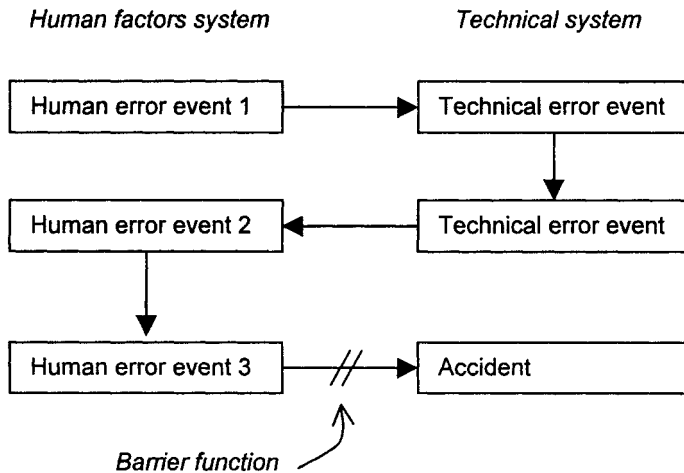 Human factors system
Technical system
Human error event 1
Technical error event
Human error event 2
Technical error event
Human error event 3
Accident
Barrier function